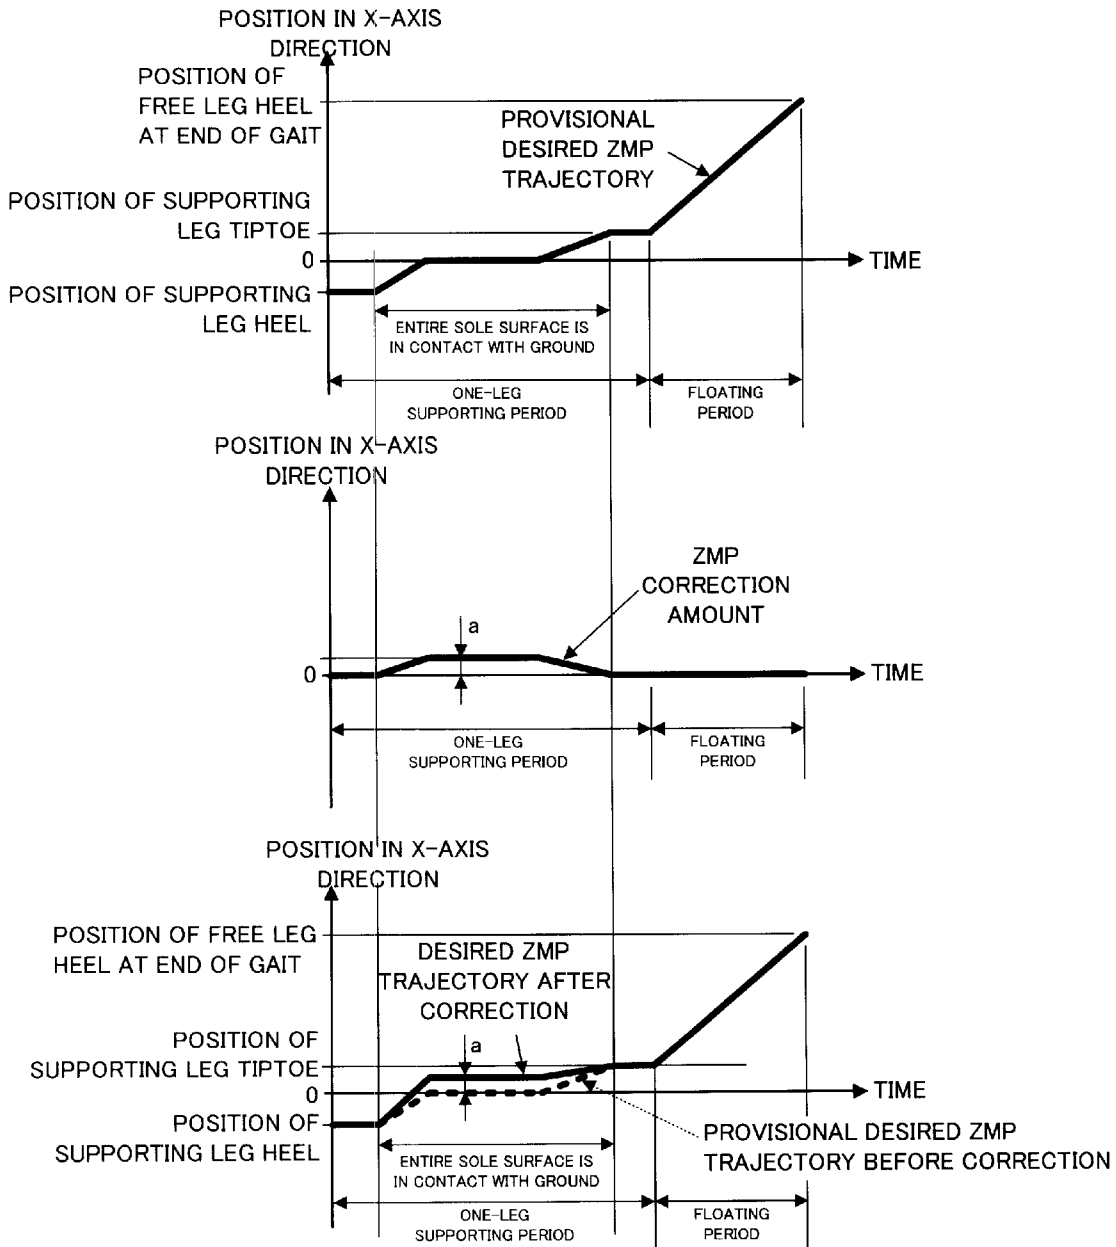 POSITION IN X-AXIS
DIRECTION
POSITION OF
FREE LEG HEEL
AT END OF GAIT
PROVISIONAL
DESIRED ZMP
TRAJECTORY
POSITION OF SUPPORTING
LEG TIPTOE
0
TIME
POSITION OF SUPPORTING
LEG HEEL
ENTIRE SOLE SURFACE IS
IN CONTACT WITH GROUND
ONE-LEG
SUPPORTING PERIOD
FLOATING
PERIOD
POSITION IN X-AXIS
DIRECTION
ZMP
CORRECTION
AMOUNT
a
0
TIME
ONE-LEG
SUPPORTING PERIOD
FLOATING
PERIOD
POSITION IN X-AXIS
DIRECTION
POSITION OF FREE LEG
HEEL AT END OF GAIT
DESIRED ZMP
TRAJECTORY AFTER
CORRECTION
POSITION OF
SUPPORTING LEG TIPTOE
a
0
TIME
POSITION OF
SUPPORTING LEG HEEL
PROVISIONAL DESIRED ZMP
TRAJECTORY BEFORE CORRECTION
ENTIRE SOLE SURFACE IS
IN CONTACT WITH GROUND
ONE-LEG
SUPPORTING PERIOD
FLOATING
PERIOD